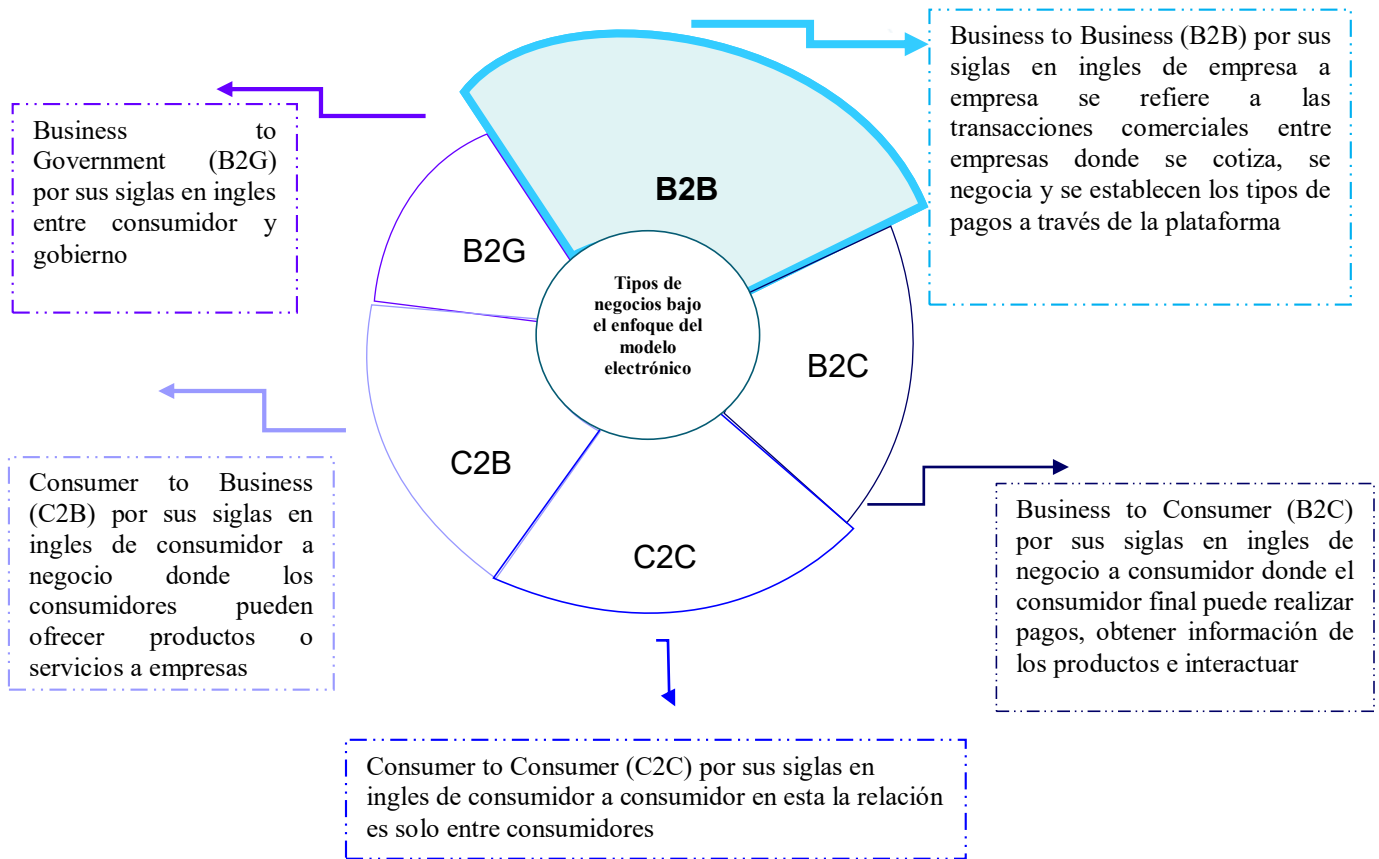 Business to Business (B2B) por sus
siglas en ingles de empresa a
empresa se refiere a las
transacciones comerciales entre
empresas donde se cotiza, se
negocia y se establecen los tipos de
pagos a través de la plataforma
Business to
Government (B2G)
por sus siglas en ingles
entre consumidor y
gobierno
B2B
B2G
Tipos de
negocios bajo
el enfoque del
modelo
electrónico
B2C
C2B
C2C
Consumer to Business
(C2B) por sus siglas en
ingles de consumidor a
negocio donde los
consumidores pueden
ofrecer productos o
servicios a empresas
Business to Consumer (B2C)
por sus siglas en ingles de
negocio a consumidor donde el
consumidor final puede realizar
pagos, obtener información de
los productos e interactuar
Consumer to Consumer (C2C) por sus siglas en
ingles de consumidor a consumidor en esta la relación
es solo entre consumidores